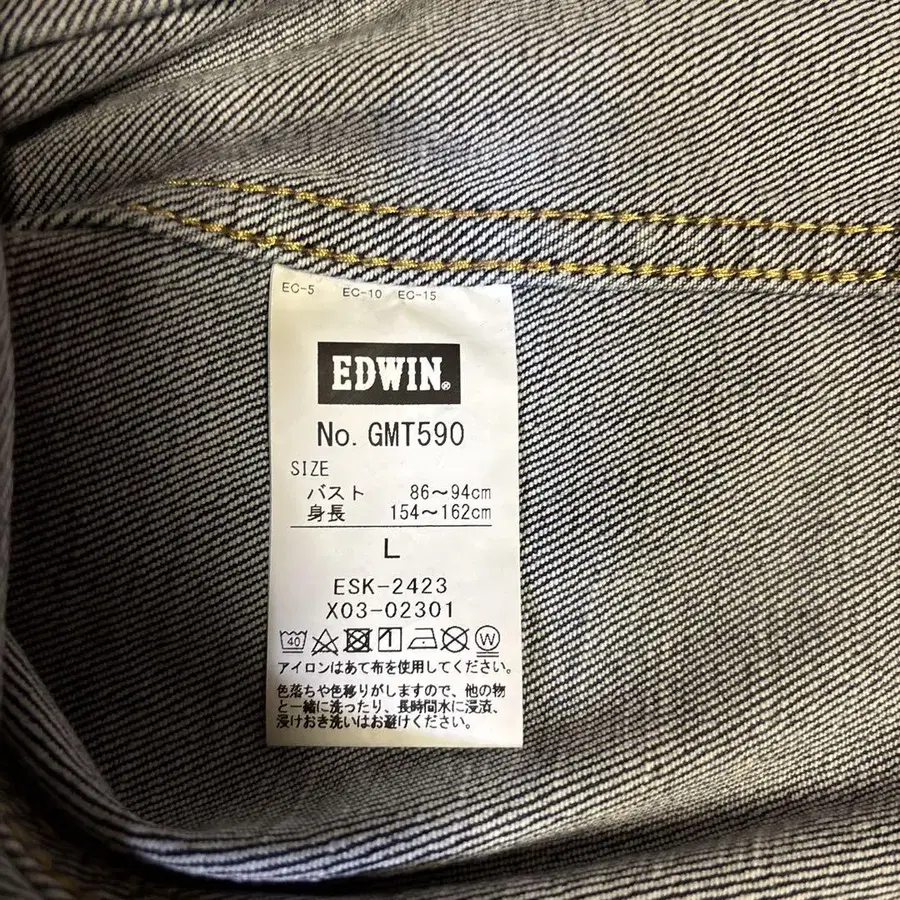 EC-5 EC-10 EC-15
EDWIN®
No. GMT590
SIZE
バスト 86～94cm
身長 154～162cm
L
ESK-2423
X03-02301
40 1 W
アイロンはあて布を使用してください。
色落ちや色移りがしますので、他の物
と一緒に洗ったり、長時間水に浸漬、
浸けおき洗いはお避けください。